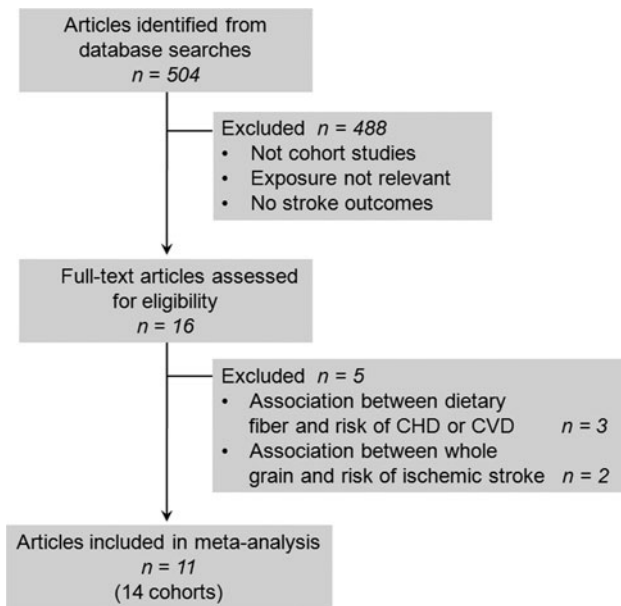 Articles identified from
database searches
n = 504
Excluded n = 488
• Not cohort studies
• Exposure not relevant
• No stroke outcomes
Full-text articles assessed
for eligibility
n = 16
Excluded n = 5
• Association between dietary
fiber and risk of CHD or CVD n = 3
• Association between whole
grain and risk of ischemic stroke n = 2
Articles included in meta-analysis
n = 11
(14 cohorts)